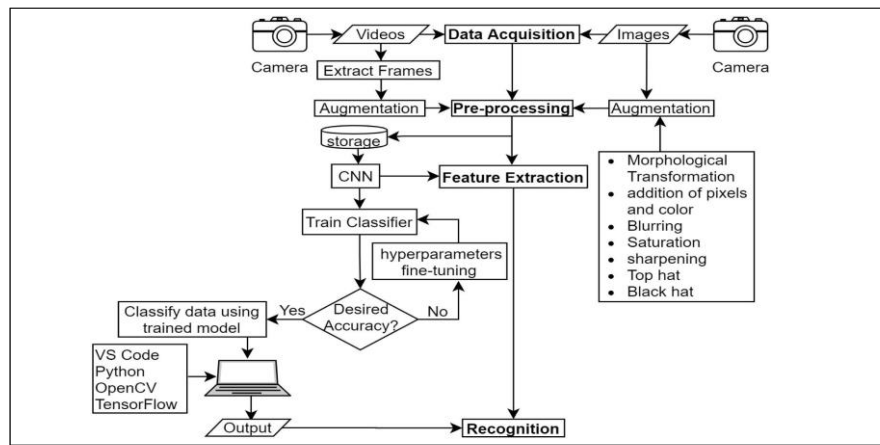 Videos
Data Acquisition
Images
Camera
Camera
Extract Frames
Augmentation
Pre-processing
Augmentation
storage
CNN
Feature Extraction
• Morphological
Transformation
• addition of pixels
and color
• Blurring
• Saturation
• sharpening
• Top hat
• Black hat
Train Classifier
hyperparameters
fine-tuning
Desired
Accuracy?
Yes
No
Classify data using
trained model
VS Code
Python
OpenCV
TensorFlow
Output
Recognition